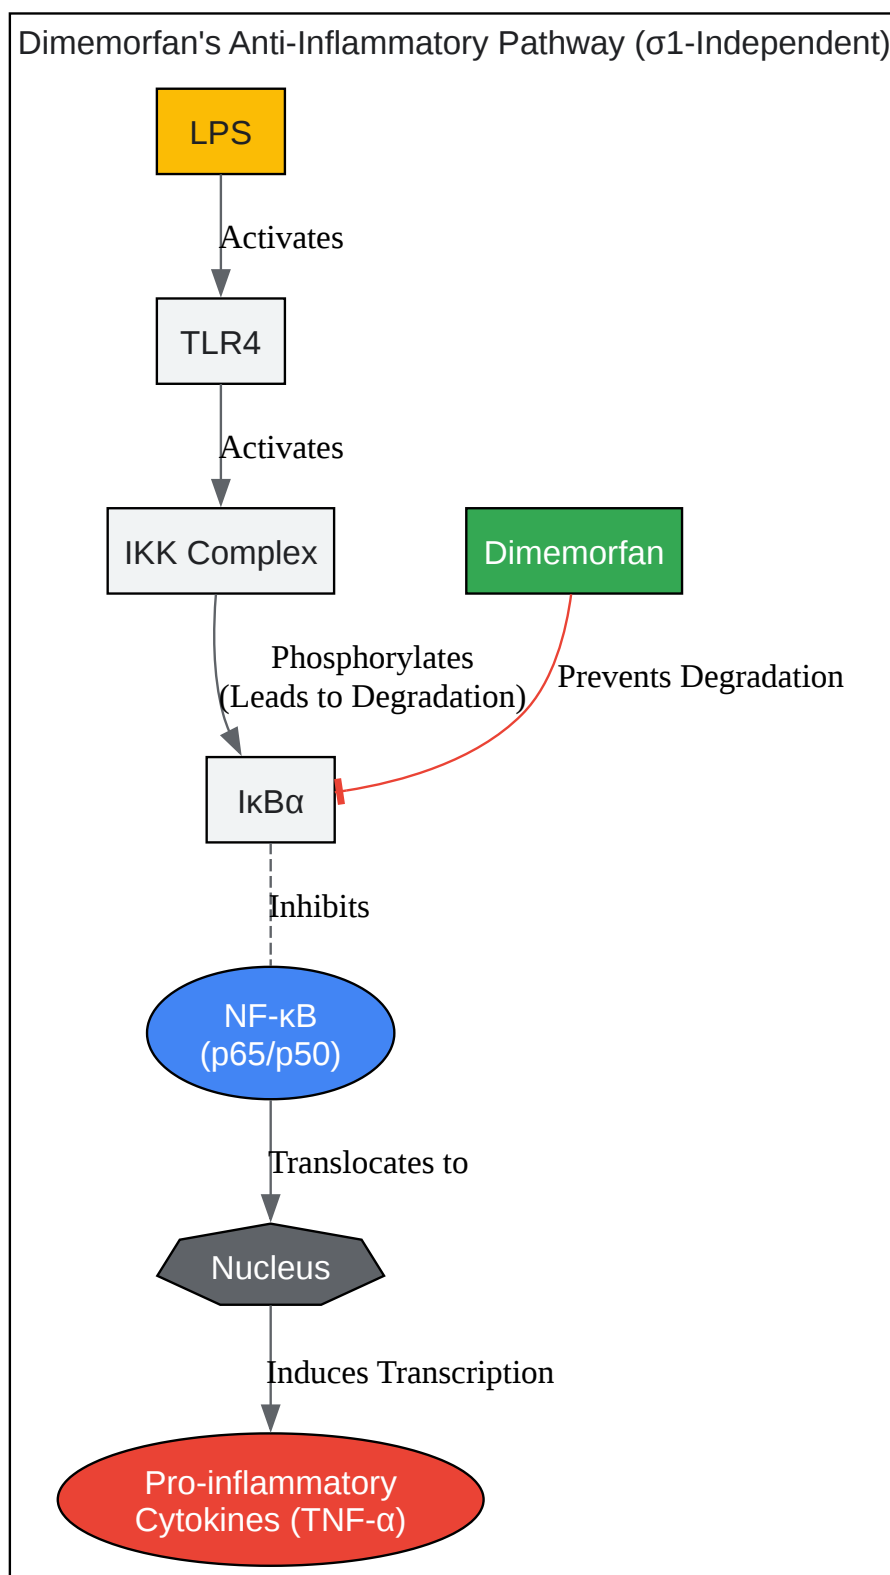 Dimemorfan's Anti-Inflammatory Pathway (σ1-Independent)
LPS
Activates
TLR4
Activates
IKK Complex
Dimemorfan
Phosphorylates
(Leads to Degradation)
Prevents Degradation
IκBα
Inhibits
NF-κB
(p65/p50)
Translocates to
Nucleus
Induces Transcription
Pro-inflammatory
Cytokines (TNF-α)